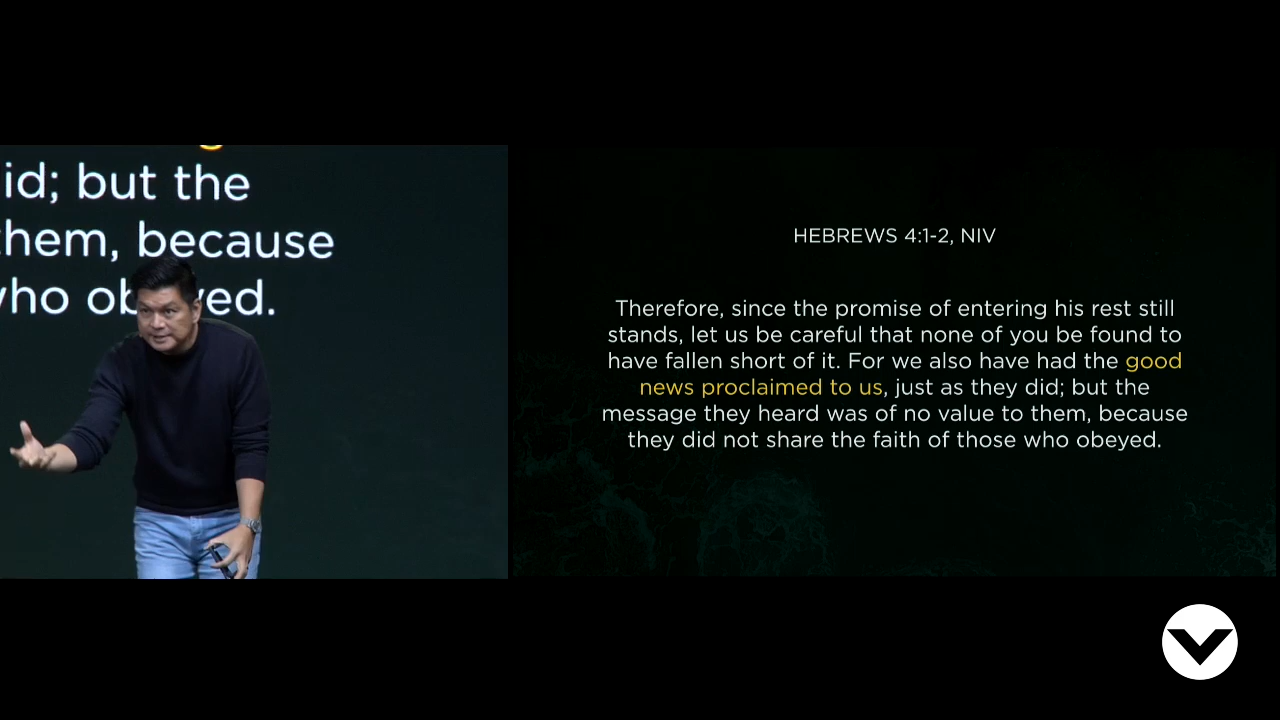 id; but the
them, because
who obeyed.
HEBREWS 4:1-2, NIV
Therefore, since the promise of entering his rest still
stands, let us be careful that none of you be found to
have fallen short of it. For we also have had the good
news proclaimed to us, just as they did; but the
message they heard was of no value to them, because
they did not share the faith of those who obeyed.